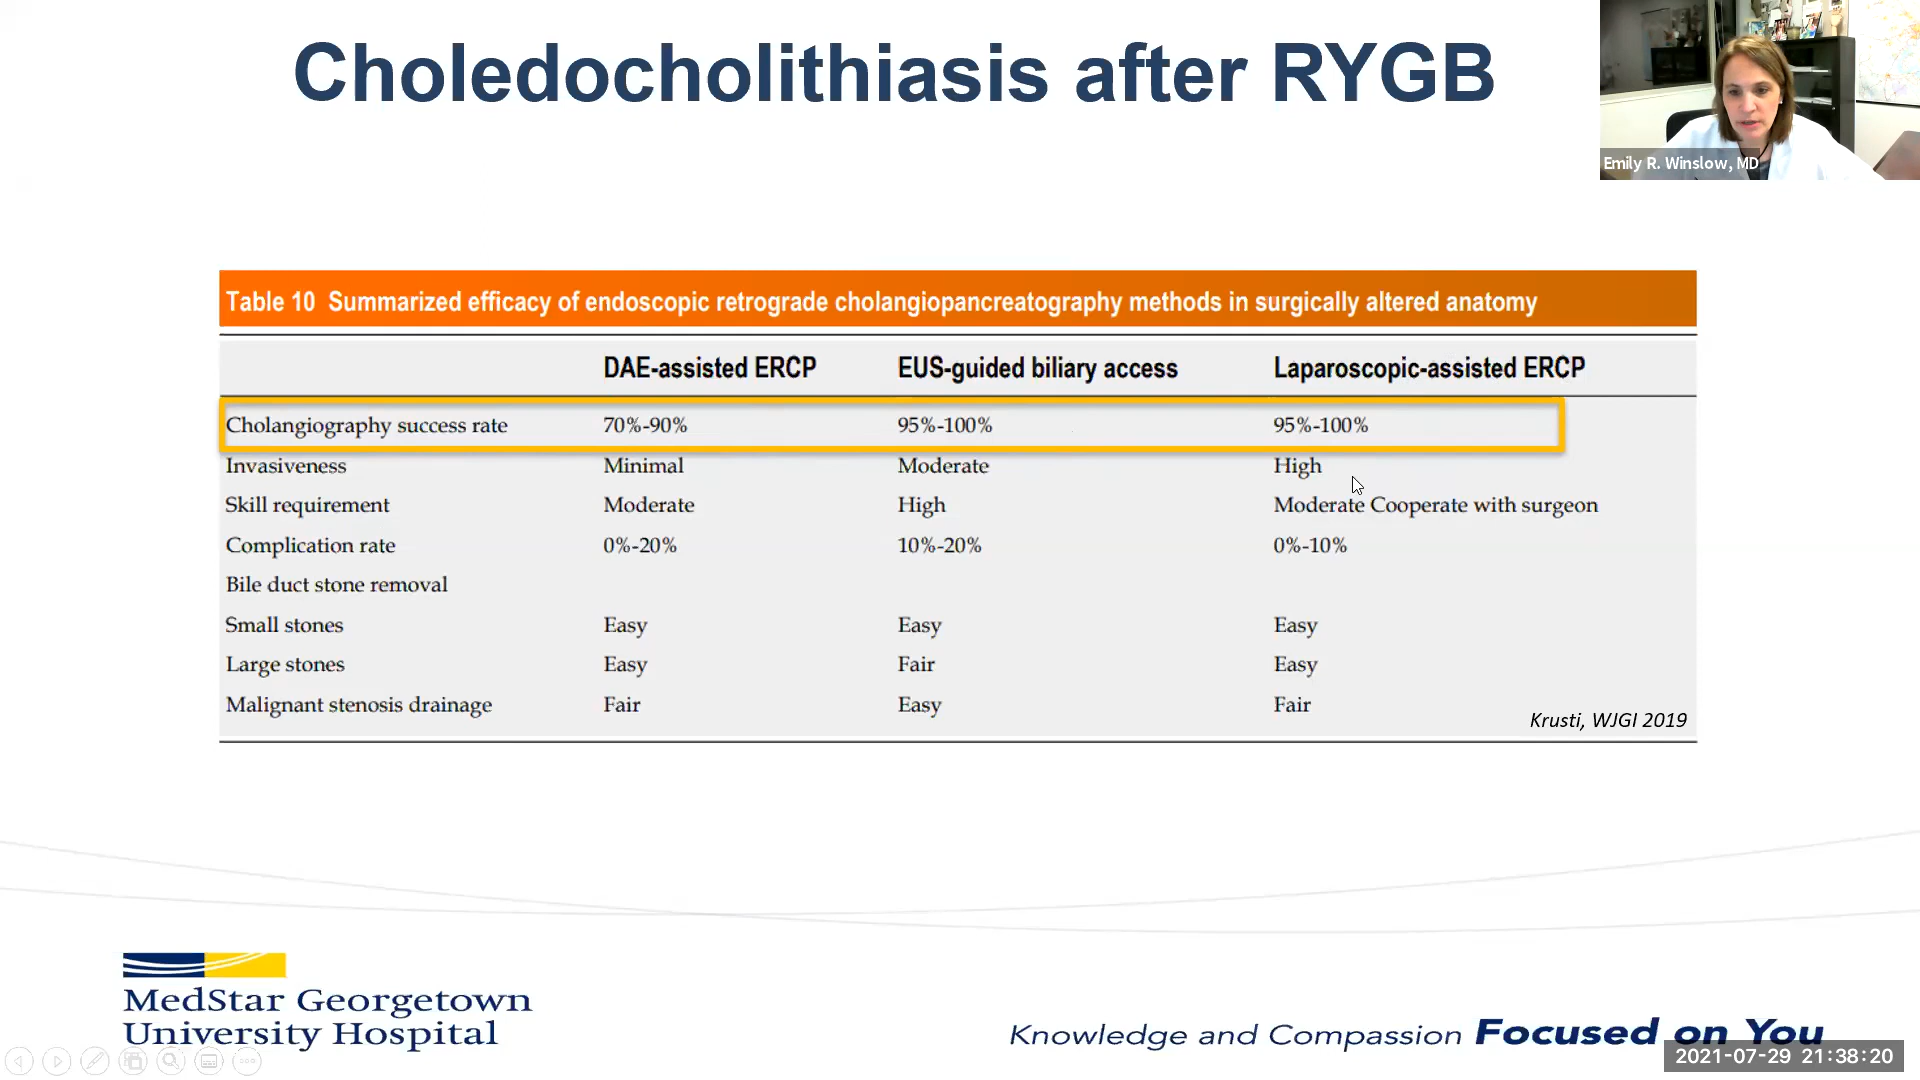 Choledocholithiasis after RYGB
Emily R. Winslow, MD
Table 10 Summarized efficacy of endoscopic retrograde cholangiopancreatography methods in surgically altered anatomy
DAE-assisted ERCP EUS-guided biliary access Laparoscopic-assisted ERCP
Cholangiography success rate 70%-90% 95%-100% 95%-100%
Invasiveness Minimal Moderate High
Skill requirement Moderate High Moderate Cooperate with surgeon
Complication rate 0%-20% 10%-20% 0%-10%
Bile duct stone removal
Small stones Easy Easy Easy
Large stones Easy Fair Easy
Malignant stenosis drainage Fair Easy Fair
Krusti, WJGI 2019
MedStar Georgetown
University Hospital
Knowledge and Compassion Focused on You
2021-07-29 21:38:20